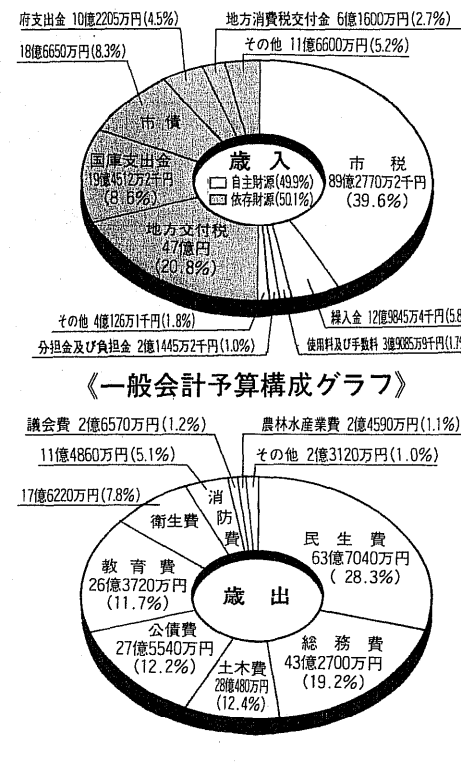 府支出金 10億2205万円(4.5%)
地方消費税交付金 6億1600万円(2.7%)
18億6650万円(8.3%)
その他 11億6600万円(5.2%)
市債
歳入
自主財源(49.9%)
依存財源(50.1%)
市税
89億2770万2千円
(39.6%)
国庫支出金
19億4512万2千円
(8.6%)
地方交付税
47億円
(20.8%)
その他 4億126万1千円(1.8%)
繰入金 12億9845万4千円(5.8
分担金及び負担金 2億1445万2千円(1.0%)
使用料及び手数料 3億9085万9千円(1.7%
《一般会計予算構成グラフ》
議会費 2億6570万円(1.2%)
農林水産業費 2億4590万円(1.1%)
11億4860万円(5.1%)
その他 2億3120万円(1.0%)
17億6220万円(7.8%)
消防費
衛生費
民生費
63億7040万円
(28.3%)
教育費
26億3720万円
(11.7%)
歳出
公債費
27億5540万円
(12.2%)
土木費
28億480万円
(12.4%)
総務費
43億2700万円
(19.2%)